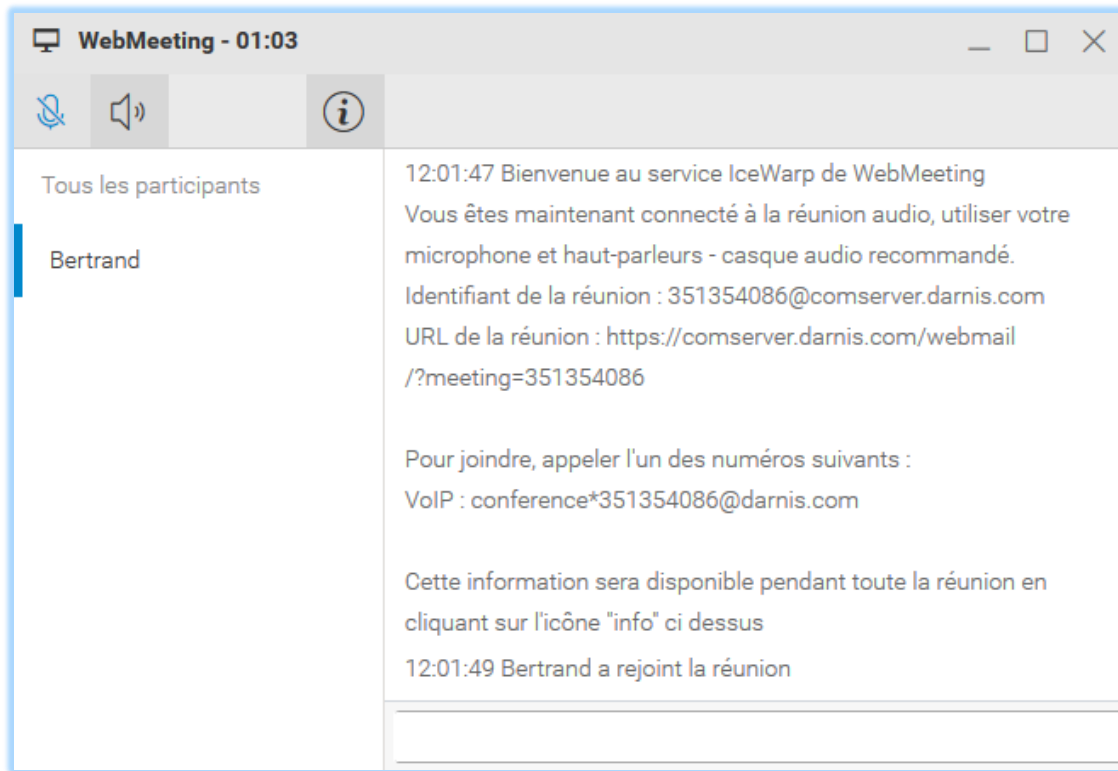 WebMeeting - 01:03
Tous les participants
Bertrand
12:01:47 Bienvenue au service IceWarp de WebMeeting
Vous êtes maintenant connecté à la réunion audio, utiliser votre
microphone et haut-parleurs - casque audio recommandé.
Identifiant de la réunion : 351354086@comserver.darnis.com
URL de la réunion : https://comserver.darnis.com/webmail
/?meeting=351354086
Pour joindre, appeler l'un des numéros suivants :
VoIP : conference*351354086@darnis.com
Cette information sera disponible pendant toute la réunion en
cliquant sur l'icône "info" ci dessus
12:01:49 Bertrand a rejoint la réunion